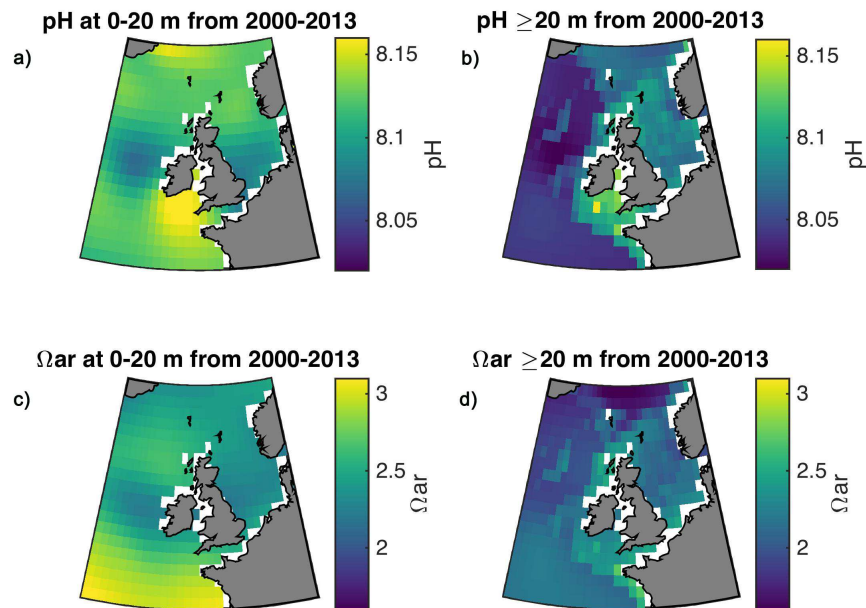 pH at 0-20 m from 2000-2013
pH ≥20 m from 2000-2013
a)
8.15
8.1
8.05
pH
b)
8.15
8.1
8.05
pH
Ωar at 0-20 m from 2000-2013
Ωar ≥20 m from 2000-2013
c)
3
2.5
2
Ωar
d)
3
2.5
2
Ωar